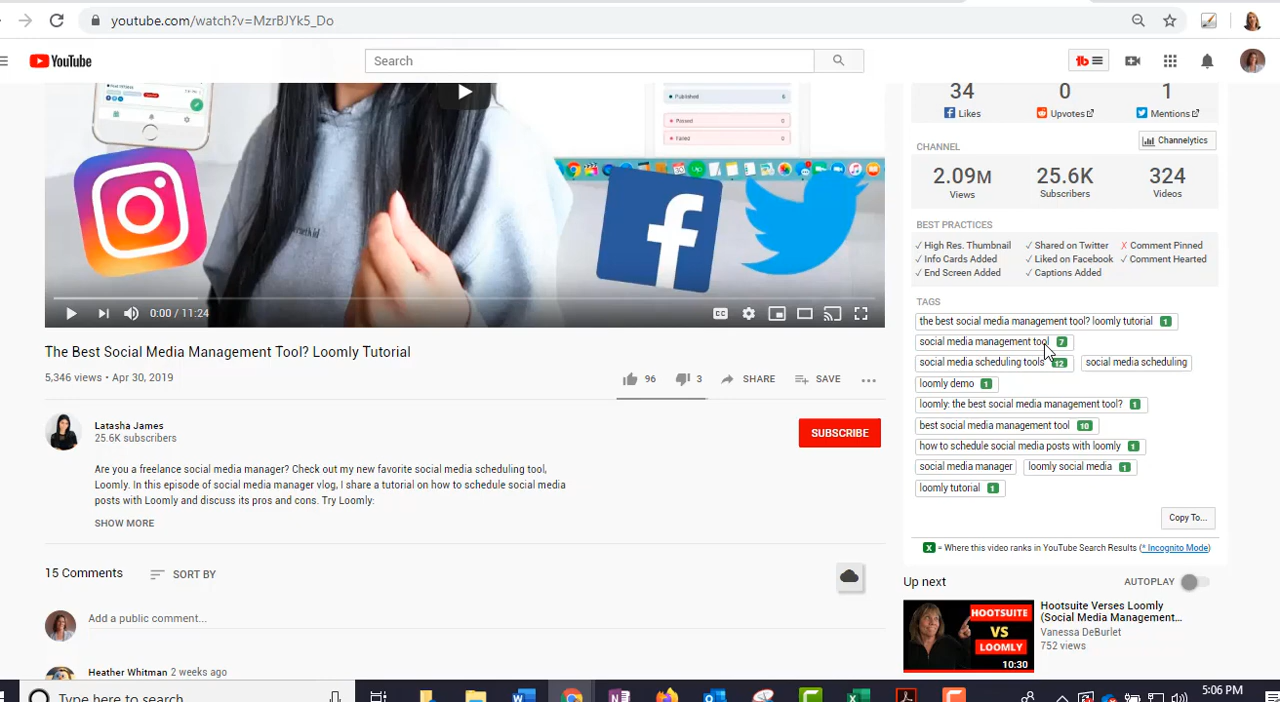 youtube.com/watch?v=MzrBJYk5_Do
YouTube
Search
tb
Published 6
Paused 0
Failed 0
34 0 1
Likes Upvotes Mentions
CHANNEL Channelytics
2.09M 25.6K 324
Views Subscribers Videos
BEST PRACTICES
✓ High Res. Thumbnail ✓ Shared on Twitter ✗ Comment Pinned
✓ Info Cards Added ✓ Liked on Facebook ✓ Comment Hearted
✓ End Screen Added ✓ Captions Added
TAGS
the best social media management tool? loomly tutorial 1
social media management tool 7
social media scheduling tools 12 social media scheduling
loomly demo 1
loomly: the best social media management tool? 1
best social media management tool 10
how to schedule social media posts with loomly 1
social media manager loomly social media 1
loomly tutorial 1
Copy To...
X = Where this video ranks in YouTube Search Results (* Incognito Mode)
0:00 / 11:24
CC
The Best Social Media Management Tool? Loomly Tutorial
5,346 views • Apr 30, 2019
96 3 SHARE SAVE
Latasha James
25.6K subscribers
SUBSCRIBE
Are you a freelance social media manager? Check out my new favorite social media scheduling tool,
Loomly. In this episode of social media manager vlog, I share a tutorial on how to schedule social media
posts with Loomly and discuss its pros and cons. Try Loomly:
SHOW MORE
15 Comments SORT BY
Add a public comment...
Heather Whitman 2 weeks ago
Up next AUTOPLAY
HOOTSUITE
VS
LOOMLY
10:30
Hootsuite Verses Loomly
(Social Media Management...
Vanessa DeBurlet
752 views
Type here to search
5:06 PM